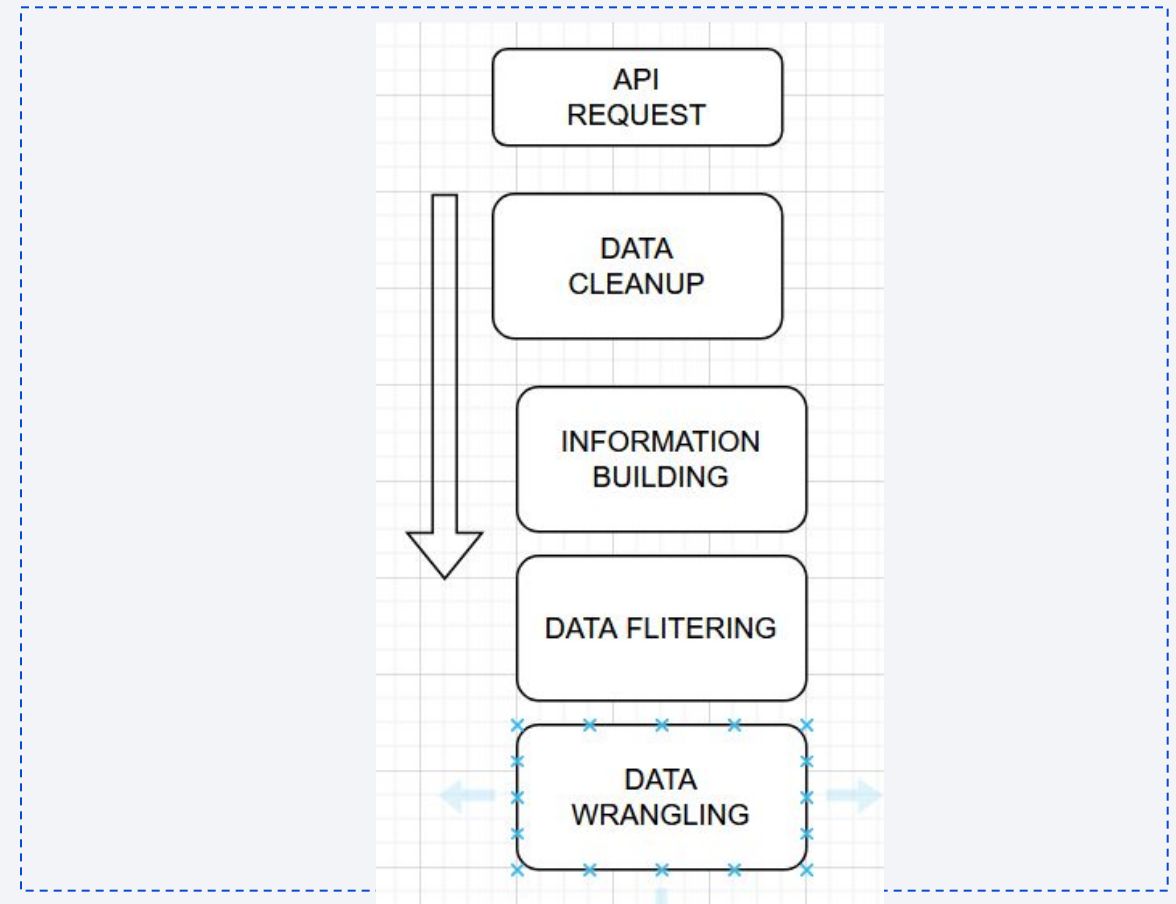 API
REQUEST
DATA
CLEANUP
INFORMATION
BUILDING
DATA FLITERING
DATA
WRANGLING